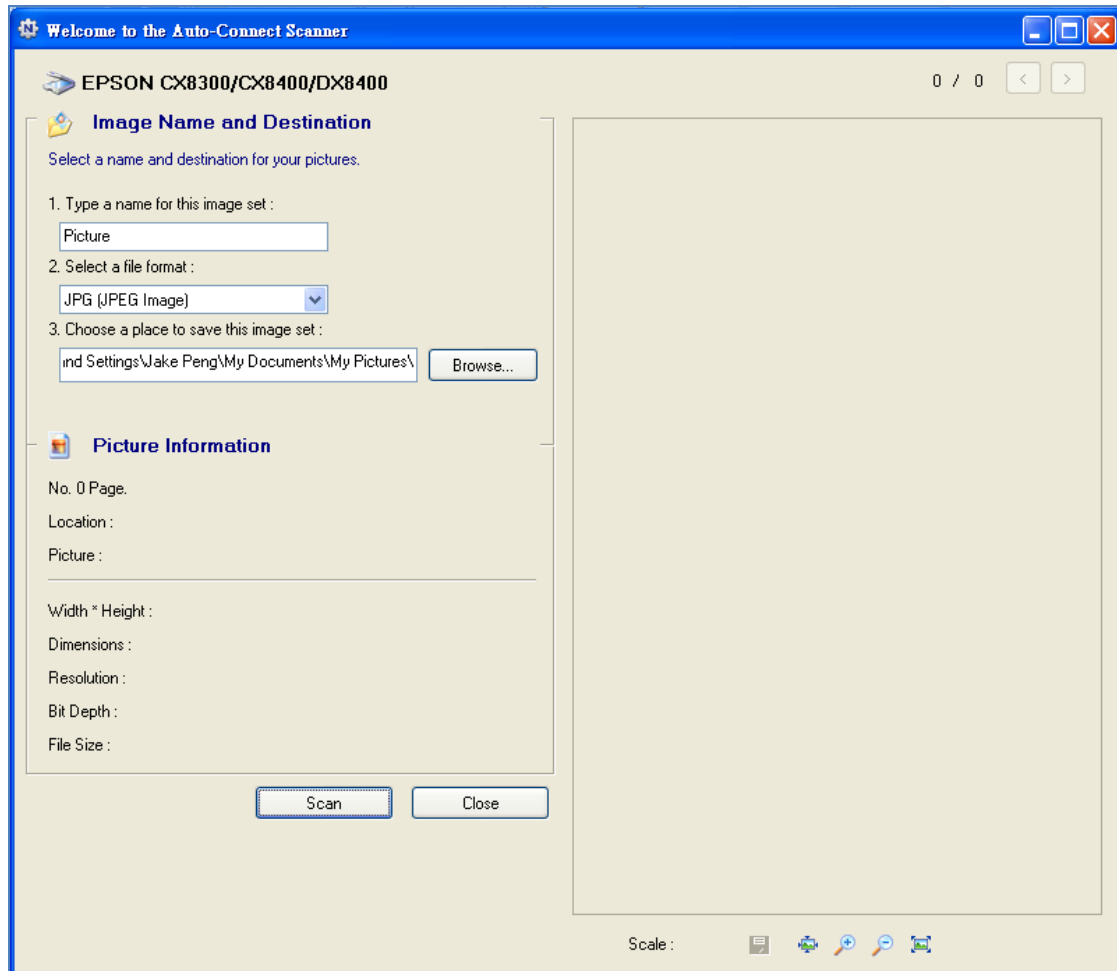 Welcome to the Auto-Connect Scanner
EPSON CX8300/CX8400/DX8400
0 / 0
< >
Image Name and Destination
Select a name and destination for your pictures.
1. Type a name for this image set :
Picture
2. Select a file format :
JPG (JPEG Image)
3. Choose a place to save this image set :
nd Settings\Jake Peng\My Documents\My Pictures\
Browse...
Picture Information
No. 0 Page.
Location :
Picture :
Width * Height :
Dimensions :
Resolution :
Bit Depth :
File Size :
Scan
Close
Scale :